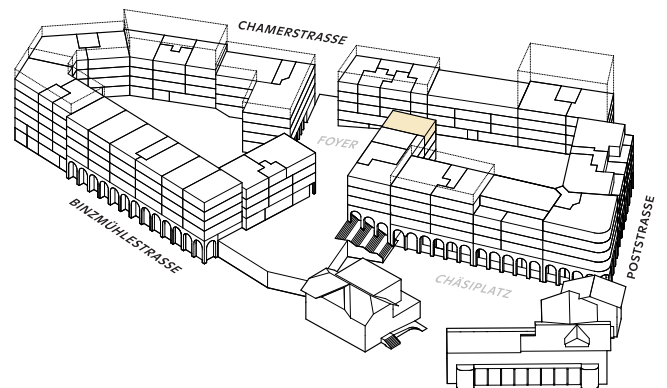 CHAMERSTRASSE
FOYER
BINZMÜHLESTRASSE
POSTSTRASSE
CHÄSIPLATZ